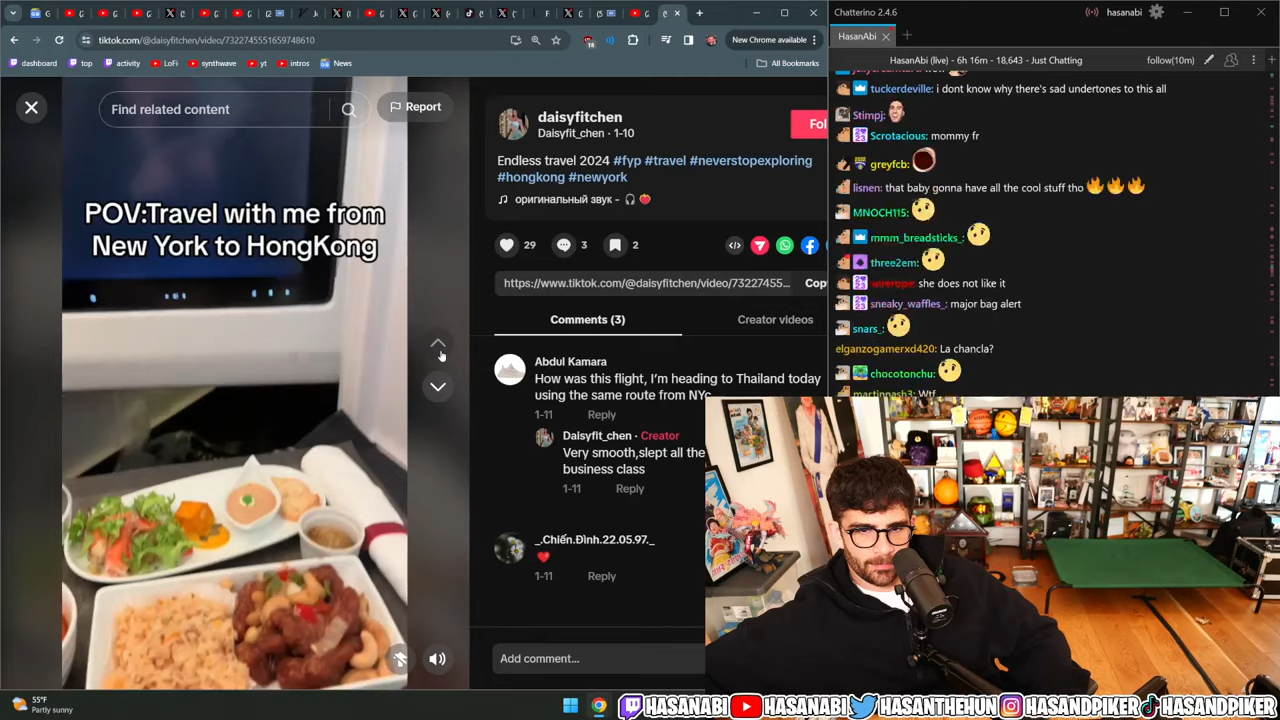 Chatterino 2.4.6
hasanabi
tiktok.com/@daisyfitchen/video/7322745551659748610
New Chrome available
HasanAbi
dashboard
top
activity
LoFi
synthwave
yt
intros
News
All Bookmarks
HasanAbi (live) - 6h 16m - 18,643 - Just Chatting
follow(10m)
Find related content
Report
daisyfitchen
Daisyfit_chen · 1-10
Fol
Endless travel 2024 #fyp #travel #neverstopexploring
#hongkong #newyork
оригинальный звук -
29
3
2
https://www.tiktok.com/@daisyfitchen/video/73227455...
Cop
Comments (3)
Creator videos
Abdul Kamara
How was this flight, I'm heading to Thailand today
using the same route from NYc
1-11
Reply
Daisyfit_chen · Creator
Very smooth,slept all the
business class
1-11
Reply
_.Chiến.Đình.22.05.97._
1-11
Reply
Add comment...
POV:Travel with me from
New York to HongKong
tuckerdeville: i dont know why there's sad undertones to this all
Stimpj:
Scrotacious: mommy fr
greyfcb:
lisnen: that baby gonna have all the cool stuff tho
MNOCH115:
mmm_breadsticks_:
three2em:
she does not like it
sneaky_waffles_: major bag alert
snars_:
elganzogamerxd420: La chancla?
chocotonchu:
martinnash3: Wtf
55°F
Partly sunny
HASANABI
HASANABI
HASANTHEHUN
HASANDPIKER
HASANDPIKER